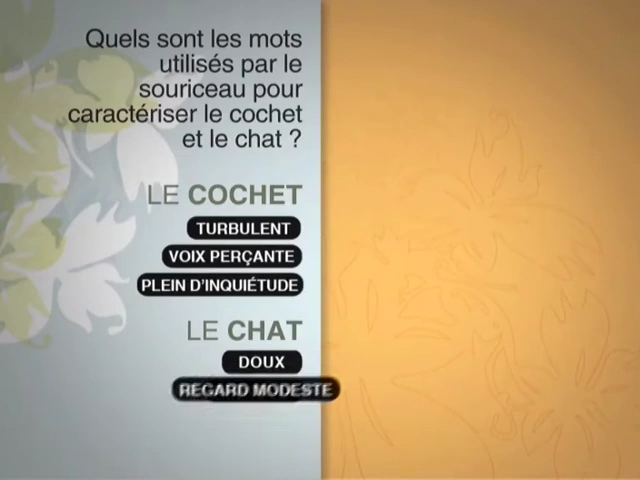 Quels sont les mots
utilisés par le
souriceau pour
caractériser le cochet
et le chat ?
LE COCHET
TURBULENT
VOIX PERÇANTE
PLEIN D'INQUIÉTUDE
LE CHAT
DOUX
REGARD MODESTE